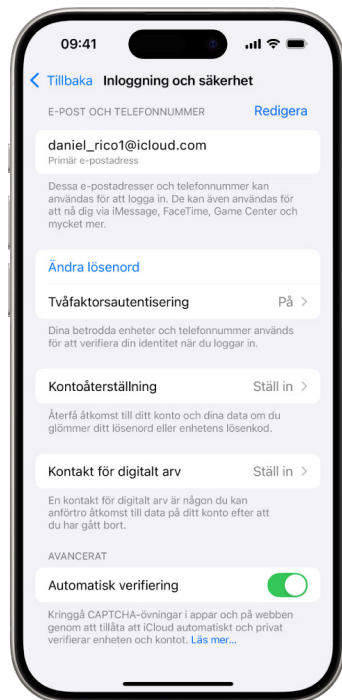 09:41
Tillbaka Inloggning och säkerhet
E-POST OCH TELEFONNUMMER Redigera
daniel_rico1@icloud.com
Primär e-postadress
Dessa e-postadresser och telefonnummer kan
användas för att logga in. De kan även användas för
att nå dig via iMessage, FaceTime, Game Center och
mycket mer.
Ändra lösenord
Tvåfaktorsautentisering På
Dina betrodda enheter och telefonnummer används
för att verifiera din identitet när du loggar in.
Kontoåterställning Ställ in
Återfå åtkomst till ditt konto och dina data om du
glömmer ditt lösenord eller enhetens lösenkod.
Kontakt för digitalt arv Ställ in
En kontakt för digitalt arv är någon du kan
anförtro åtkomst till data på ditt konto efter att
du har gått bort.
AVANCERAT
Automatisk verifiering
Kringgå CAPTCHA-övningar i appar och på webben
genom att tillåta att iCloud automatiskt och privat
verifierar enheten och kontot. Läs mer...